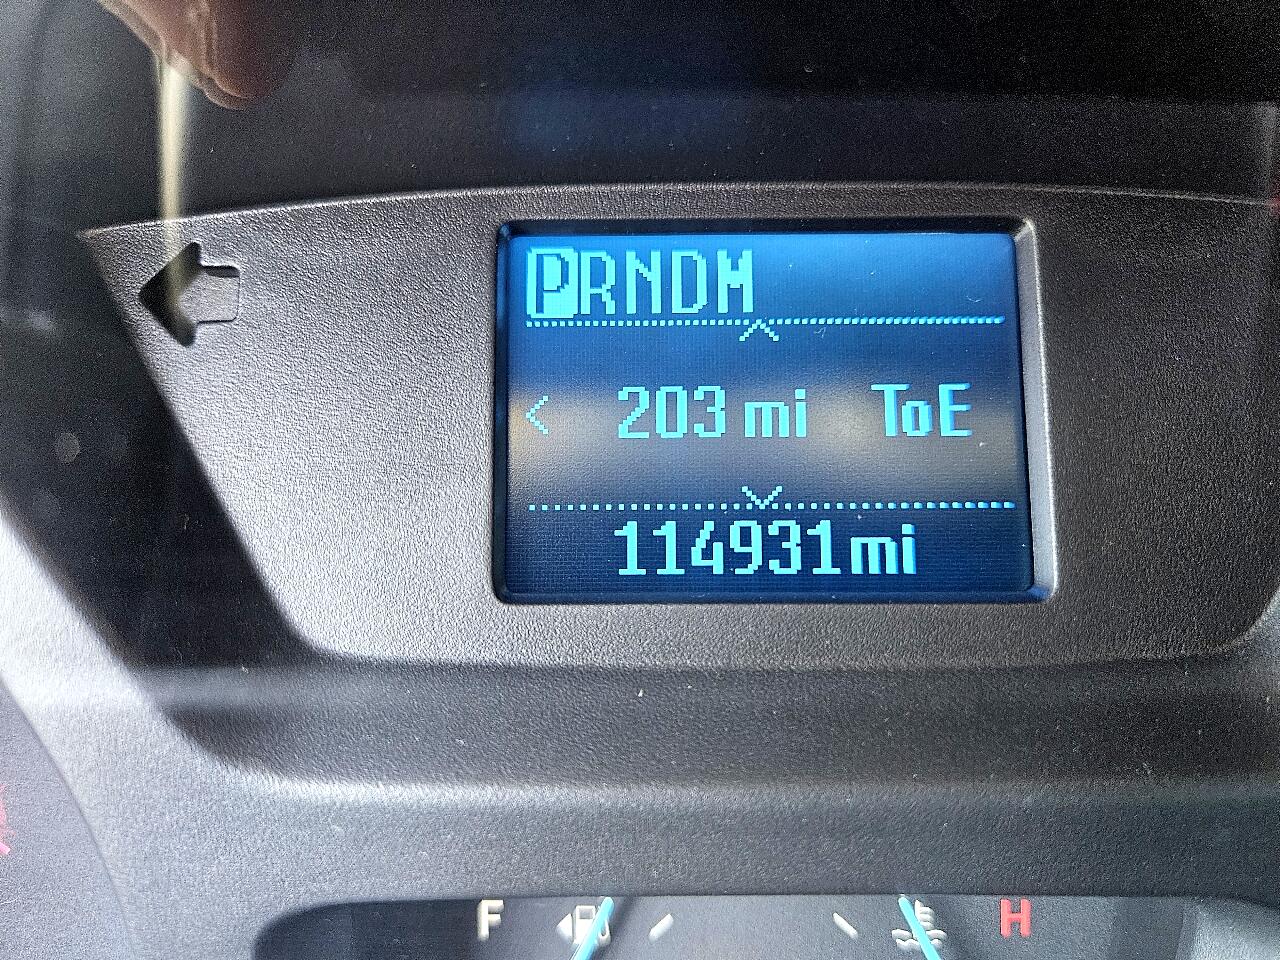 PRNDM
203 mi ToE
114931mi
F H